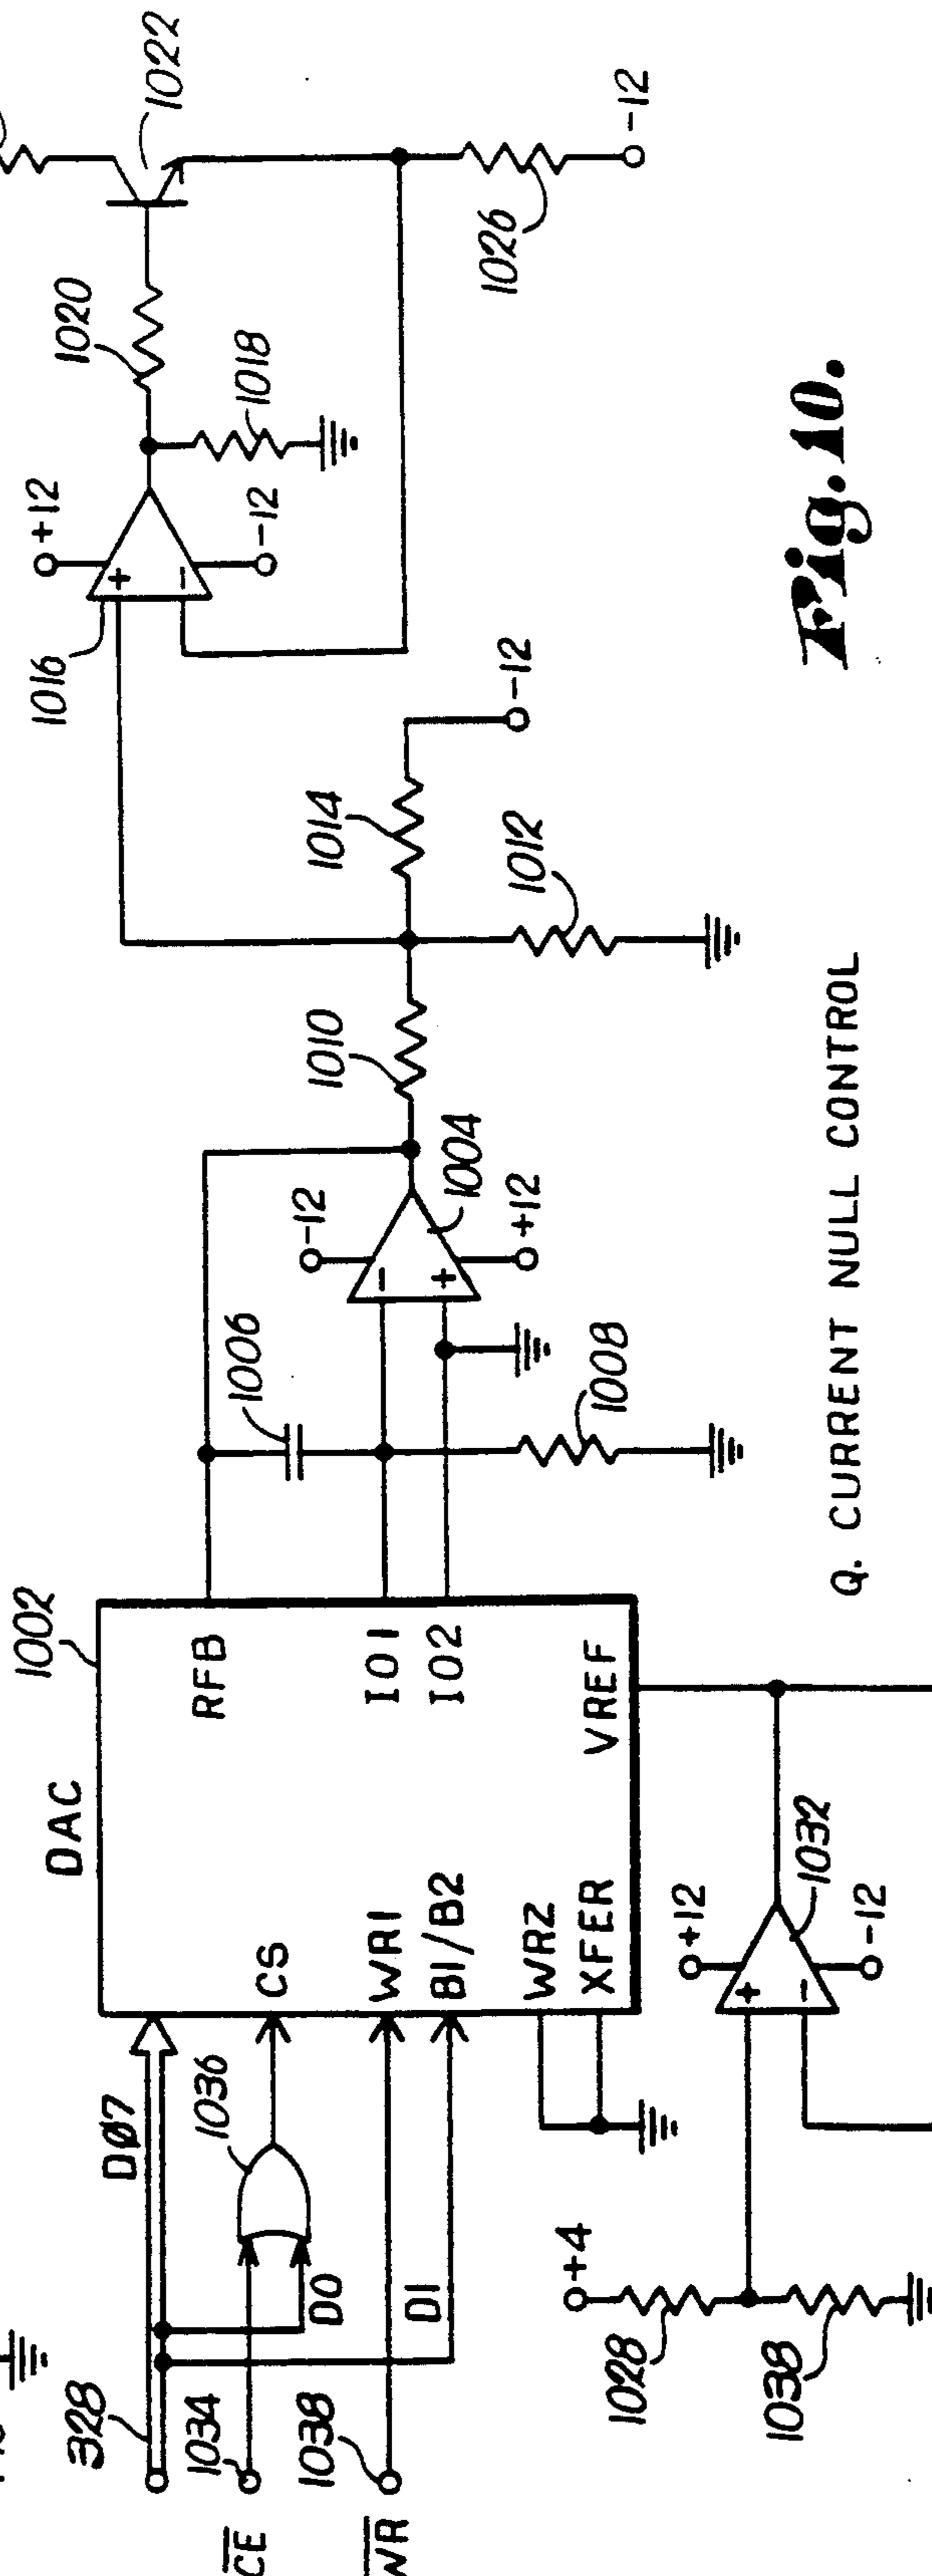 1022
1020
1018
+12
-12
1016
1026
-12
1014
-12
1012
1010
1004
-12
+12
1006
1008
1002
DAC
RFB
IO1
IO2
VREF
CS
WR1
B1/B2
WR2
XFER
DØ7
1036
DO
D1
328
1034
CE
1038
WR
+12
-12
1032
+4
1028
1038
Q. CURRENT NULL CONTROL
Fig. 10.